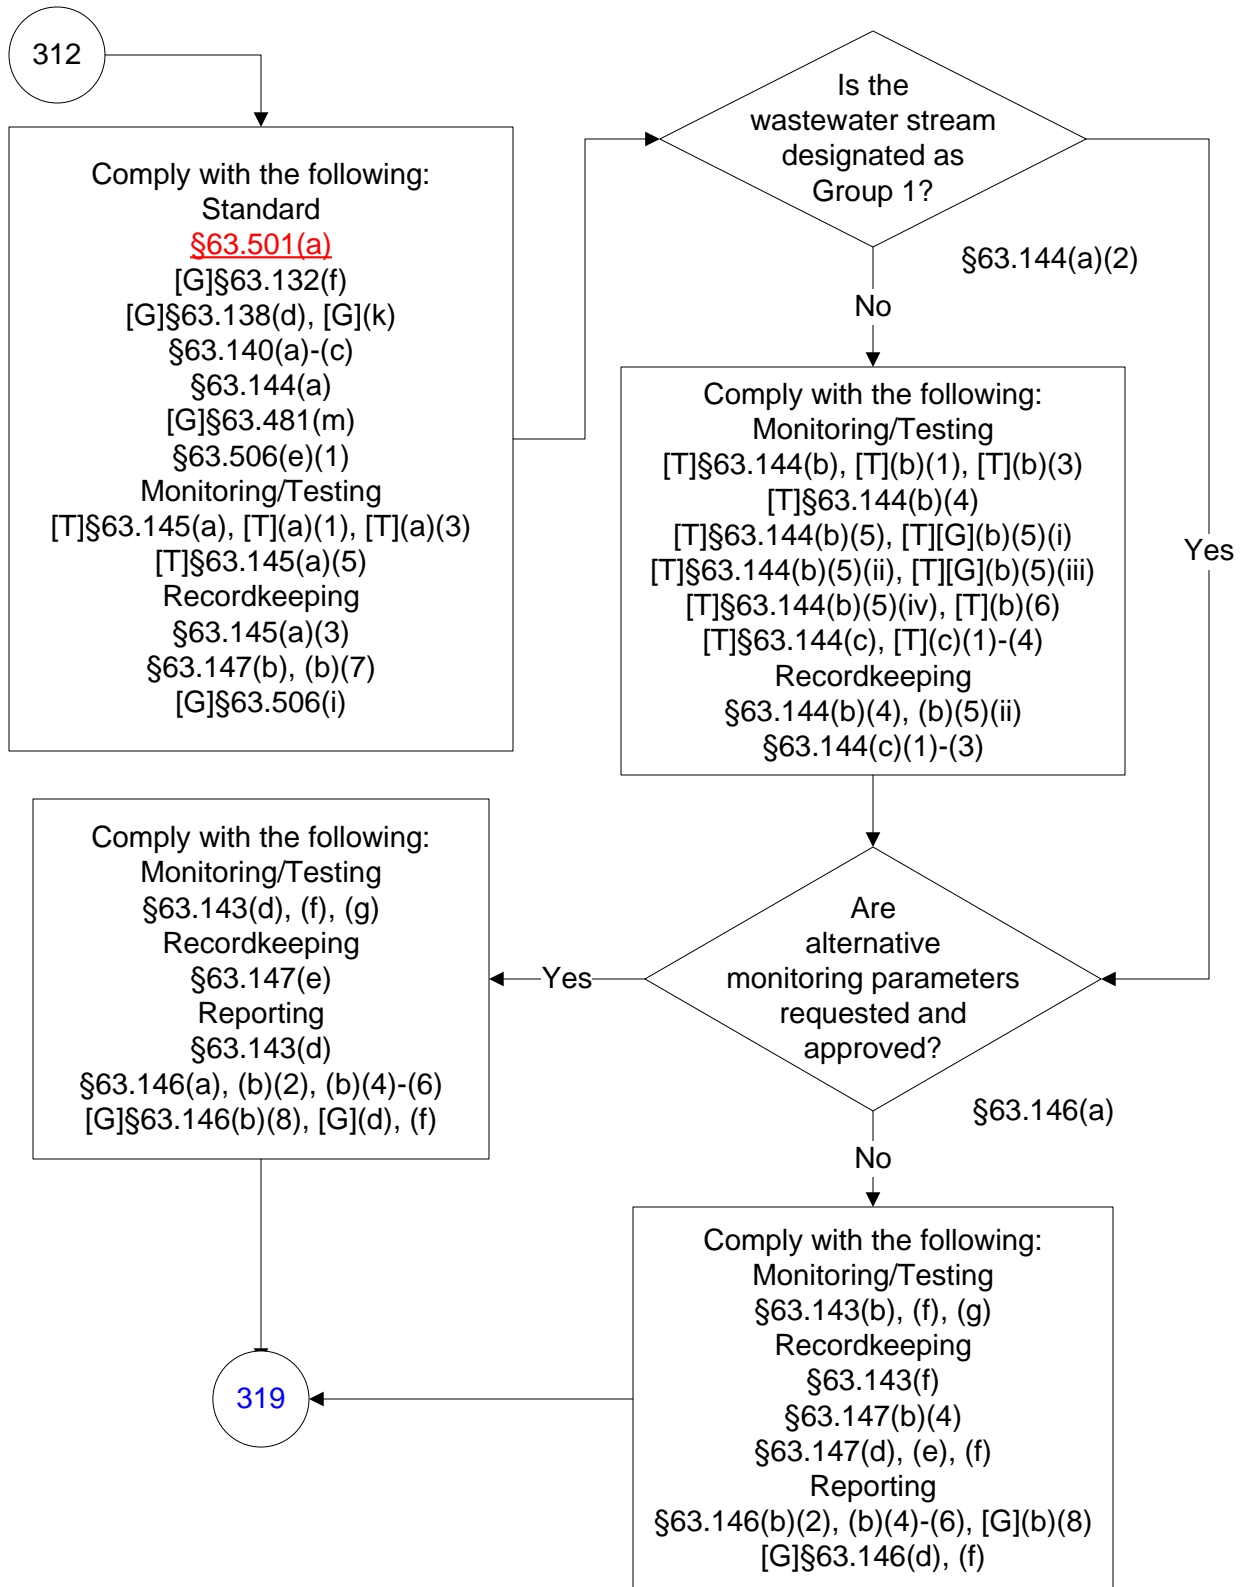 312
Comply with the following:
Standard
§63.501(a)
[G]§63.132(f)
[G]§63.138(d), [G](k)
§63.140(a)-(c)
§63.144(a)
[G]§63.481(m)
§63.506(e)(1)
Monitoring/Testing
[T]§63.145(a), [T](a)(1), [T](a)(3)
[T]§63.145(a)(5)
Recordkeeping
§63.145(a)(3)
§63.147(b), (b)(7)
[G]§63.506(i)
Is the
wastewater stream
designated as
Group 1?
§63.144(a)(2)
No
Yes
Comply with the following:
Monitoring/Testing
[T]§63.144(b), [T](b)(1), [T](b)(3)
[T]§63.144(b)(4)
[T]§63.144(b)(5), [T][G](b)(5)(i)
[T]§63.144(b)(5)(ii), [T][G](b)(5)(iii)
[T]§63.144(b)(5)(iv), [T](b)(6)
[T]§63.144(c), [T](c)(1)-(4)
Recordkeeping
§63.144(b)(4), (b)(5)(ii)
§63.144(c)(1)-(3)
Are
alternative
monitoring parameters
requested and
approved?
§63.146(a)
Yes
No
Comply with the following:
Monitoring/Testing
§63.143(d), (f), (g)
Recordkeeping
§63.147(e)
Reporting
§63.143(d)
§63.146(a), (b)(2), (b)(4)-(6)
[G]§63.146(b)(8), [G](d), (f)
Comply with the following:
Monitoring/Testing
§63.143(b), (f), (g)
Recordkeeping
§63.143(f)
§63.147(b)(4)
§63.147(d), (e), (f)
Reporting
§63.146(b)(2), (b)(4)-(6), [G](b)(8)
[G]§63.146(d), (f)
319